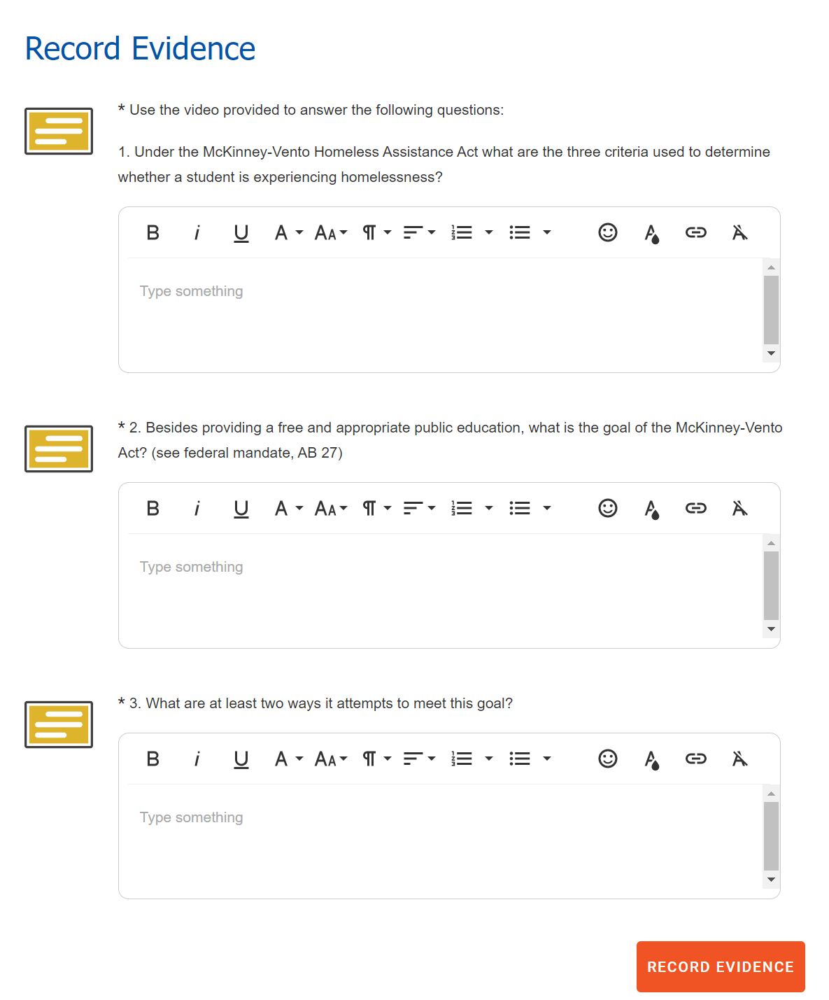 Record Evidence
* Use the video provided to answer the following questions:
1. Under the McKinney-Vento Homeless Assistance Act what are the three criteria used to determine
whether a student is experiencing homelessness?
Type something
* 2. Besides providing a free and appropriate public education, what is the goal of the McKinney-Vento
Act? (see federal mandate, AB 27)
Type something
* 3. What are at least two ways it attempts to meet this goal?
Type something
RECORD EVIDENCE